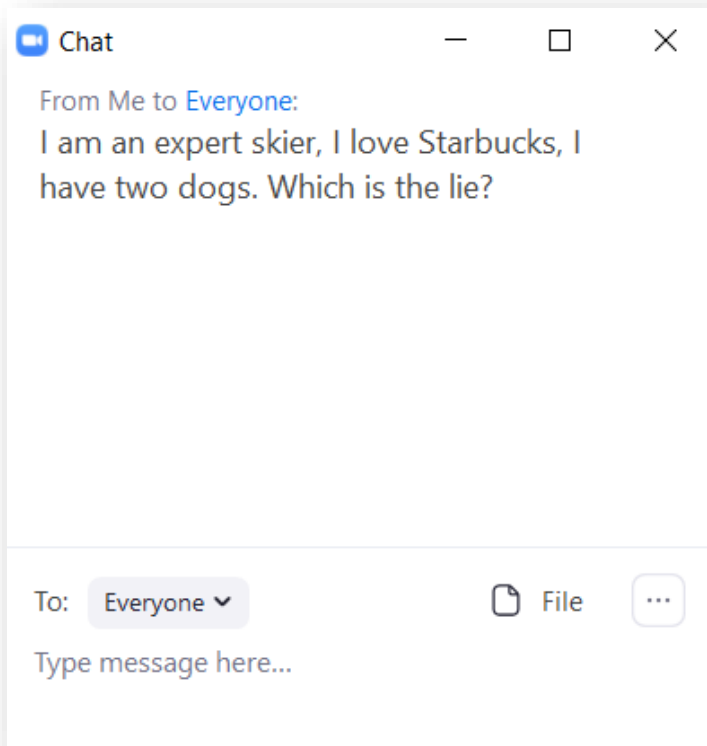 Chat
From Me to Everyone:
I am an expert skier, I love Starbucks, I
have two dogs. Which is the lie?
To: Everyone File ...
Type message here...